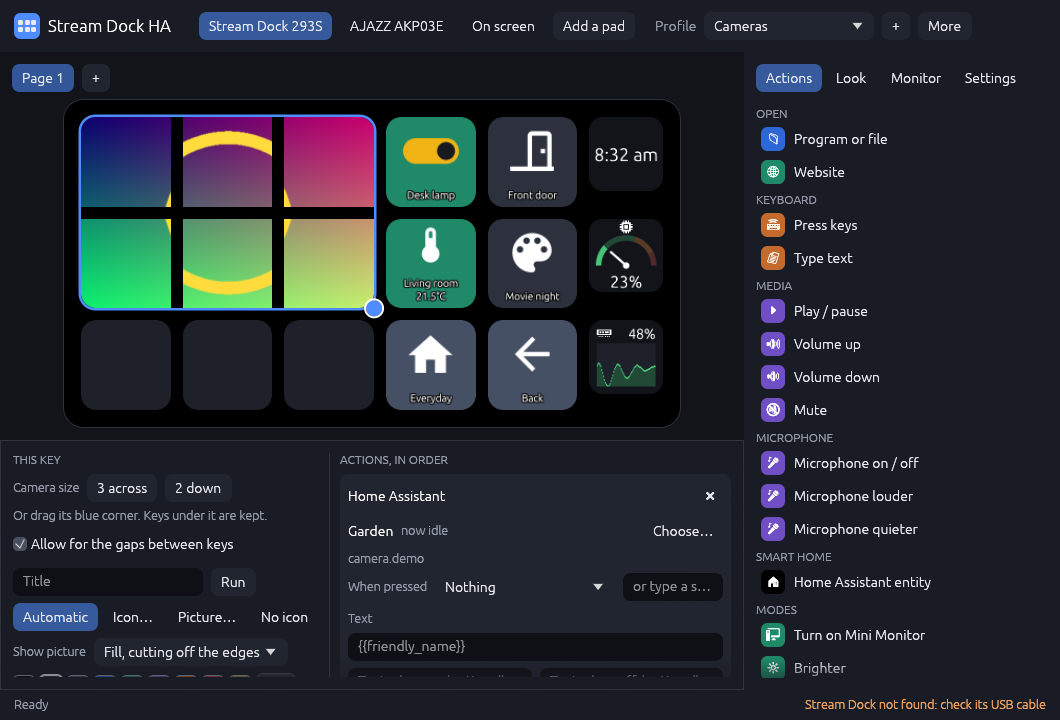 Stream Dock HA
Stream Dock 293S
AJAZZ AKP03E
On screen
Add a pad
Profile
Cameras
+
More
Page 1
+
Desk lamp
Front door
8:32 am
Living room
21.5°C
Movie night
23%
Everyday
Back
48%
THIS KEY
Camera size
3 across
2 down
Or drag its blue corner. Keys under it are kept.
Allow for the gaps between keys
Title
Run
Automatic
Icon...
Picture...
No icon
Show picture
Fill, cutting off the edges
ACTIONS, IN ORDER
Home Assistant
Garden now idle
Choose...
camera.demo
When pressed
Nothing
or type a s...
Text
{{friendly_name}}
Actions
Look
Monitor
Settings
OPEN
Program or file
Website
KEYBOARD
Press keys
Type text
MEDIA
Play / pause
Volume up
Volume down
Mute
MICROPHONE
Microphone on / off
Microphone louder
Microphone quieter
SMART HOME
Home Assistant entity
MODES
Turn on Mini Monitor
Brighter
Ready
Stream Dock not found: check its USB cable